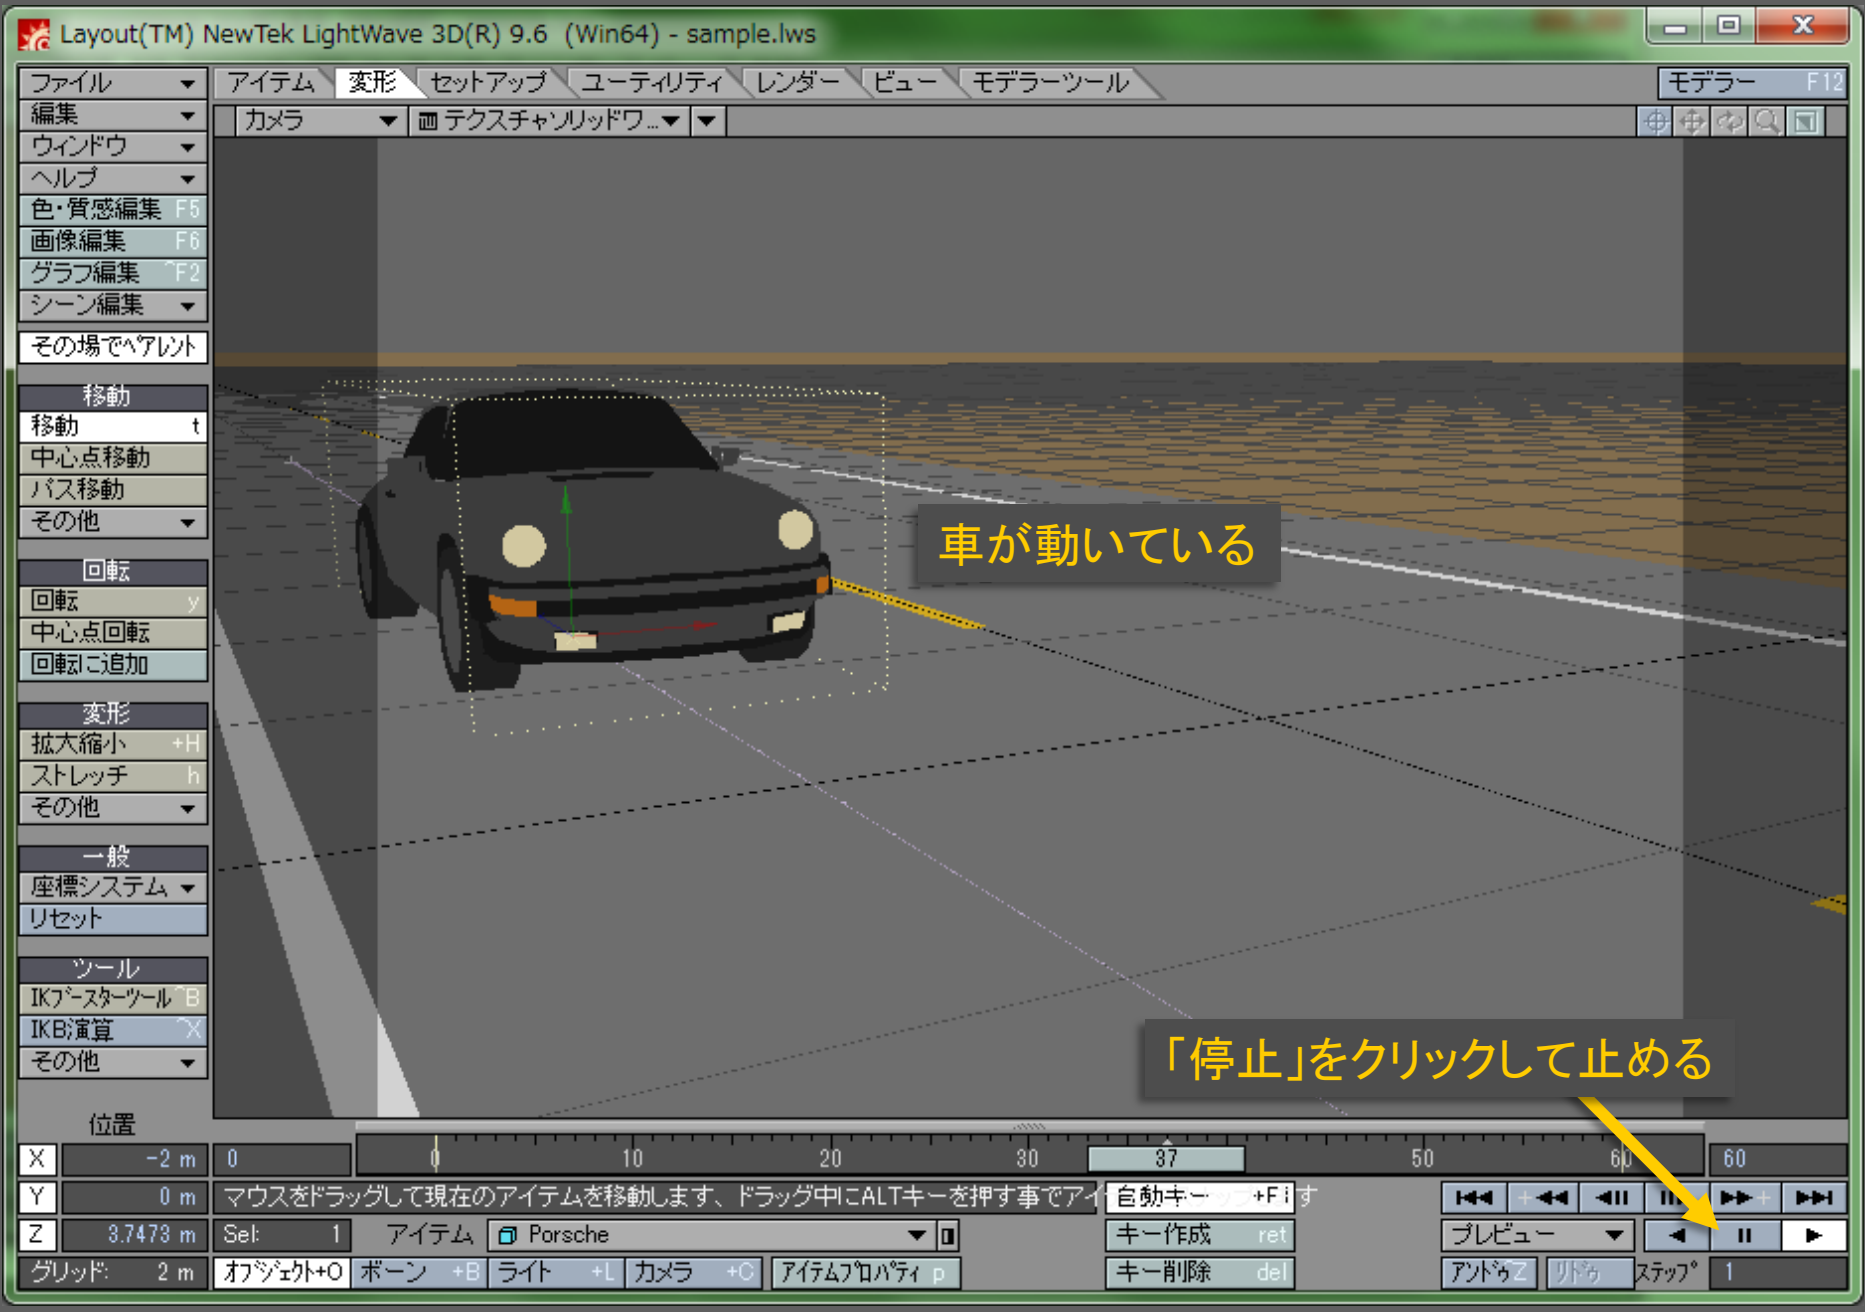 Layout(TM) NewTek LightWave 3D(R) 9.6 (Win64) - sample.lws
ファイル
アイテム 変形 セットアップ ユーティリティ レンダー ビュー モデラーツール
モデラー F12
編集
カメラ テクスチャソリッドワ...
ウィンドウ
ヘルプ
色・質感編集 F5
画像編集 F6
グラフ編集 ^F2
シーン編集
その場でペアレント
移動
移動 t
中心点移動
パス移動
その他
回転
回転 y
中心点回転
回転に追加
変形
拡大縮小 +H
ストレッチ h
その他
一般
座標システム
リセット
ツール
IKブースターツール ^B
IKB演算 ^X
その他
車が動いている
「停止」をクリックして止める
位置
X -2 m 0
0 10 20 30 37 50 60
60
Y 0 m マウスをドラッグして現在のアイテムを移動します、ドラッグ中にALTキーを押す事でアイ
自動キー +F1
Z 3.7473 m Sel: 1 アイテム Porsche
キー作成 ret
プレビュー
グリッド: 2 m オブジェクト+O ボーン +B ライト +L カメラ +C アイテムプロパティ p
キー削除 del
アンドゥ Z リドゥ ステップ 1